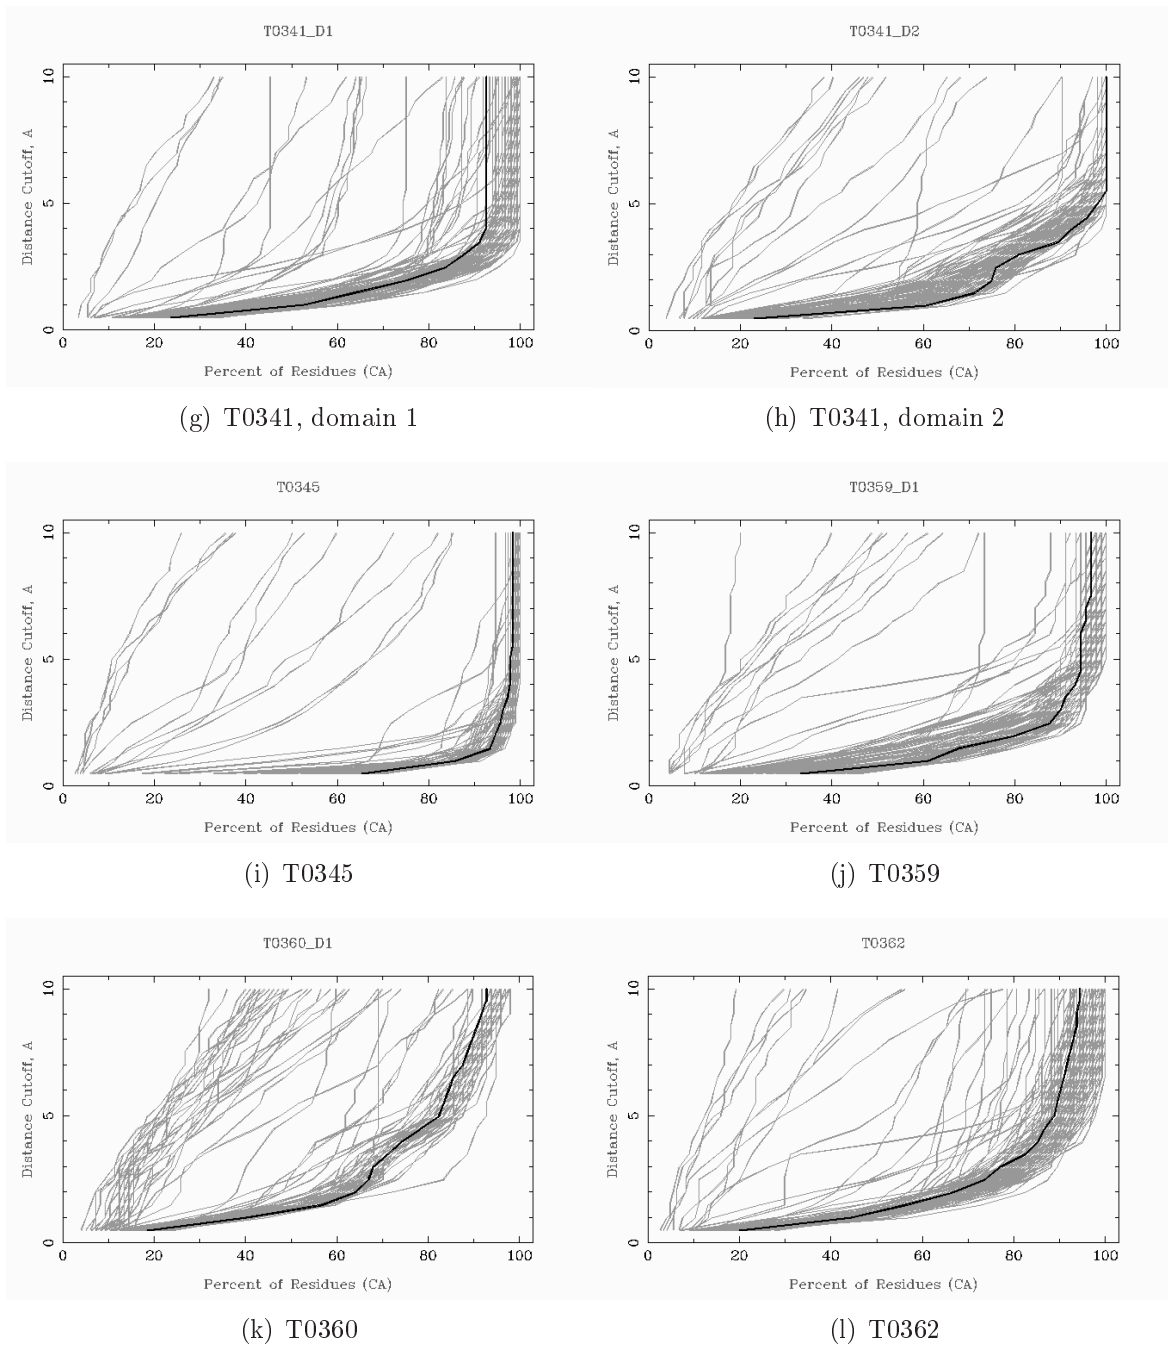 T0341_D1
T0341_D2
10
5
0
Distance Cutoff, A
0 20 40 60 80 100
Percent of Residues (CA)
10
5
0
Distance Cutoff, A
0 20 40 60 80 100
Percent of Residues (CA)
(g) T0341, domain 1
(h) T0341, domain 2
T0345
T0359_D1
10
5
0
Distance Cutoff, A
0 20 40 60 80 100
Percent of Residues (CA)
10
5
0
Distance Cutoff, A
0 20 40 60 80 100
Percent of Residues (CA)
(i) T0345
(j) T0359
T0360_D1
T0362
10
5
0
Distance Cutoff, A
0 20 40 60 80 100
Percent of Residues (CA)
10
5
0
Distance Cutoff, A
0 20 40 60 80 100
Percent of Residues (CA)
(k) T0360
(l) T0362